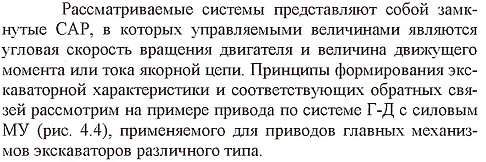 Рассматриваемые системы представляют собой замк-
нутые САР, в которых управляемыми величинами являются
угловая скорость вращения двигателя и величина движущего
момента или тока якорной цепи. Принципы формирования экс-
каваторной характеристики и соответствующих обратных свя-
зей рассмотрим на примере привода по системе Г-Д с силовым
МУ (рис. 4.4), применяемого для приводов главных механиз-
мов экскаваторов различного типа.